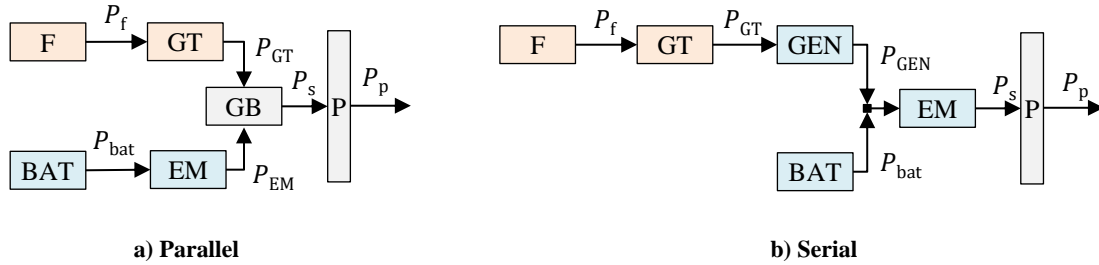 P_f
F
GT
P_GT
P_s
P_p
GB
P
P_bat
BAT
EM
P_EM
a) Parallel
P_f
P_GT
F
GT
GEN
P_GEN
P_s
P_p
EM
P
BAT
P_bat
b) Serial